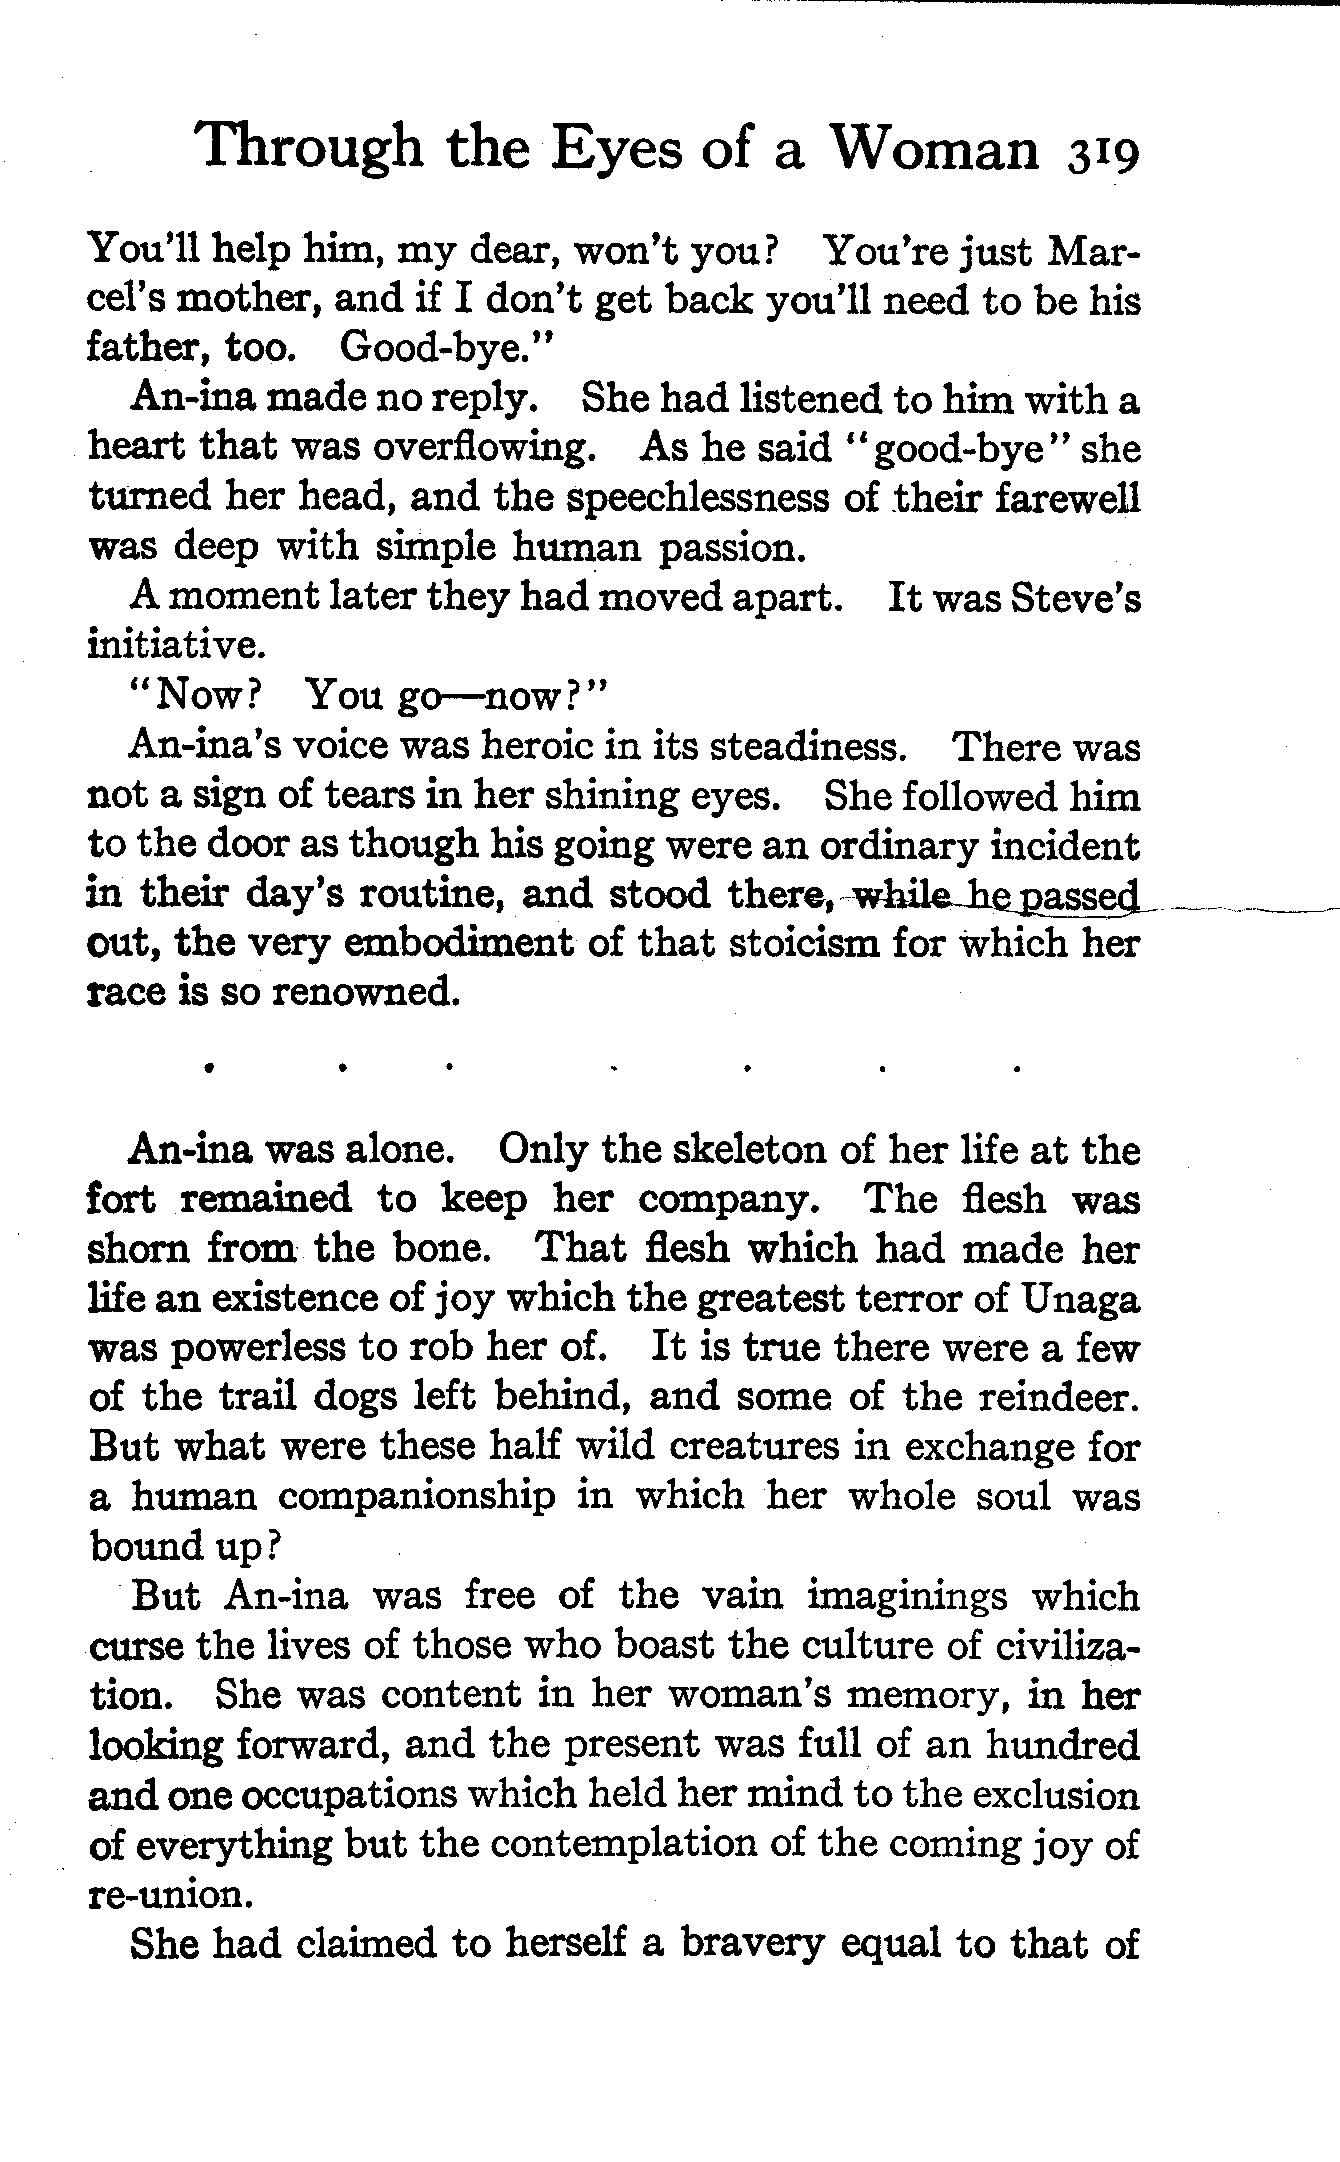 Through the Eyes of a Woman 319
You'll help him, my dear, won't you? You're just Mar-
cel's mother, and if I don't get back you'll need to be his
father, too. Good-bye."
An-ina made no reply. She had listened to him with a
heart that was overflowing. As he said "good-bye" she
turned her head, and the speechlessness of their farewell
was deep with simple human passion.
A moment later they had moved apart. It was Steve's
initiative.
"Now? You go—now?"
An-ina's voice was heroic in its steadiness. There was
not a sign of tears in her shining eyes. She followed him
to the door as though his going were an ordinary incident
in their day's routine, and stood there, while he passed
out, the very embodiment of that stoicism for which her
race is so renowned.
. . . . . . .
An-ina was alone. Only the skeleton of her life at the
fort remained to keep her company. The flesh was
shorn from the bone. That flesh which had made her
life an existence of joy which the greatest terror of Unaga
was powerless to rob her of. It is true there were a few
of the trail dogs left behind, and some of the reindeer.
But what were these half wild creatures in exchange for
a human companionship in which her whole soul was
bound up?
But An-ina was free of the vain imaginings which
curse the lives of those who boast the culture of civiliza-
tion. She was content in her woman's memory, in her
looking forward, and the present was full of an hundred
and one occupations which held her mind to the exclusion
of everything but the contemplation of the coming joy of
re-union.
She had claimed to herself a bravery equal to that of